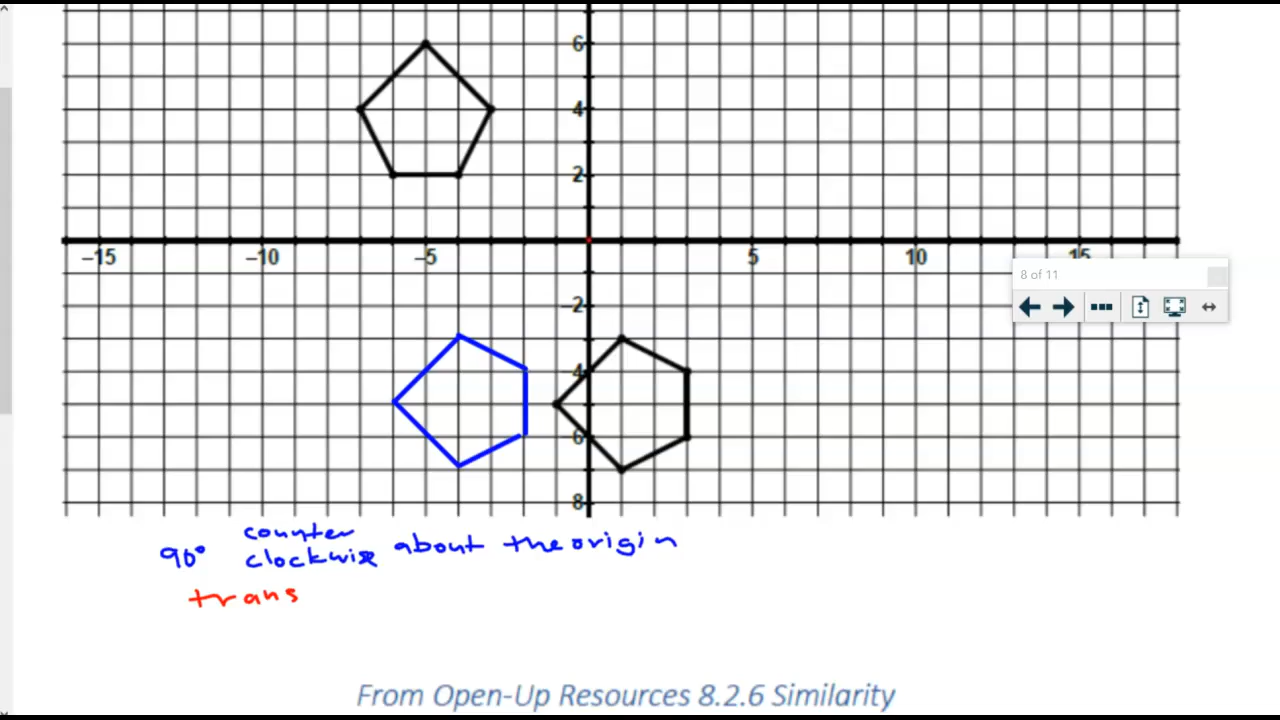 6
4
2
-15 -10 -5 5 10 15
8 of 11
-2
4
6
8
counter
90° clockwise about the origin
trans
From Open-Up Resources 8.2.6 Similarity